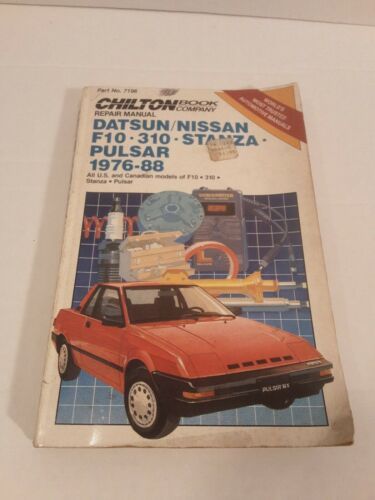 Part No. 7196
CHILTON BOOK COMPANY
REPAIR MANUAL
WORLD'S
MOST TRUSTED
AUTOMOTIVE MANUALS
DATSUN/NISSAN
F10•310•STANZA•
PULSAR
1976-88
All U.S. and Canadian models of F10 • 310 •
Stanza • Pulsar
PULSAR NX